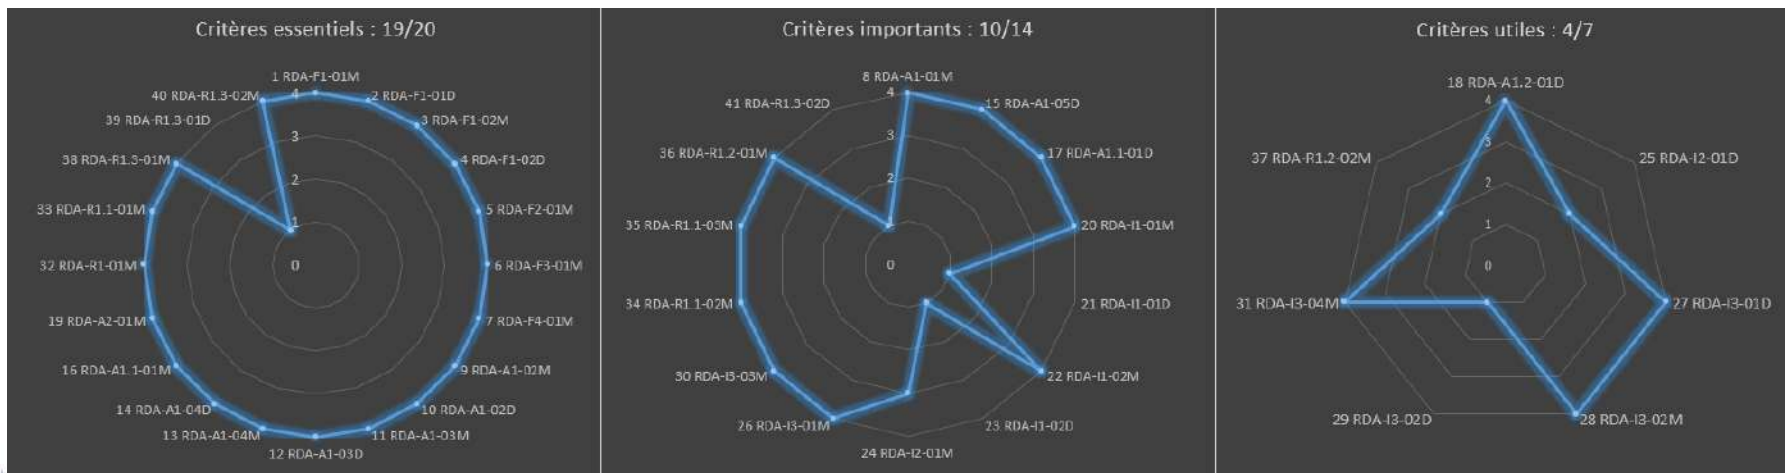 Critères essentiels : 19/20
1 RDA-F1-01M
2 RDA-F1-01D
3 RDA-F1-02M
4 RDA-F1-02D
5 RDA-F2-01M
6 RDA-F3-01M
7 RDA-F4-01M
9 RDA-A1-02M
10 RDA-A1-02D
11 RDA-A1-03M
12 RDA-A1-03D
13 RDA-A1-04M
14 RDA-A1-04D
16 RDA-A1.1-01M
19 RDA-A2-01M
32 RDA-R1-01M
33 RDA-R1.1-01M
38 RDA-R1.3-01M
39 RDA-R1.3-01D
40 RDA-R1.3-02M
4
3
2
1
0
Critères importants : 10/14
8 RDA-A1-01M
15 RDA-A1-05D
17 RDA-A1.1-01D
20 RDA-I1-01M
21 RDA-I1-01D
22 RDA-I1-02M
23 RDA-I1-02D
24 RDA-I2-01M
26 RDA-I3-01M
30 RDA-I3-03M
34 RDA-R1.1-02M
35 RDA-R1.1-03M
36 RDA-R1.2-01M
41 RDA-R1.3-02D
4
3
2
1
0
Critères utiles : 4/7
18 RDA-A1.2-01D
25 RDA-I2-01D
27 RDA-I3-01D
28 RDA-I3-02M
29 RDA-I3-02D
31 RDA-I3-04M
37 RDA-R1.2-02M
4
3
2
1
0